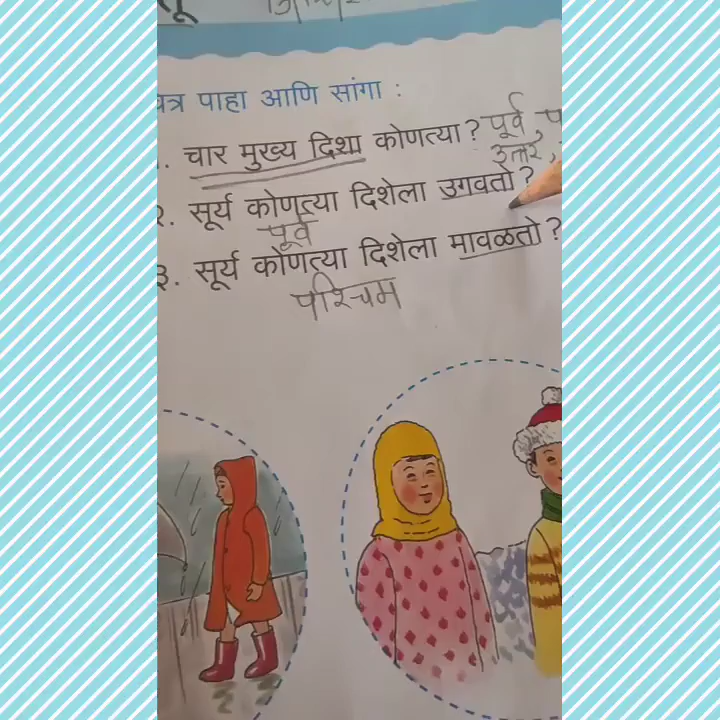 पाहा आणि सांगा :
चार मुख्य दिशा कोणत्या? पूर्व,
उत्तर,
२. सूर्य कोणत्या दिशेला उगवतो?
पूर्व
३. सूर्य कोणत्या दिशेला मावळतो?
पश्चिम